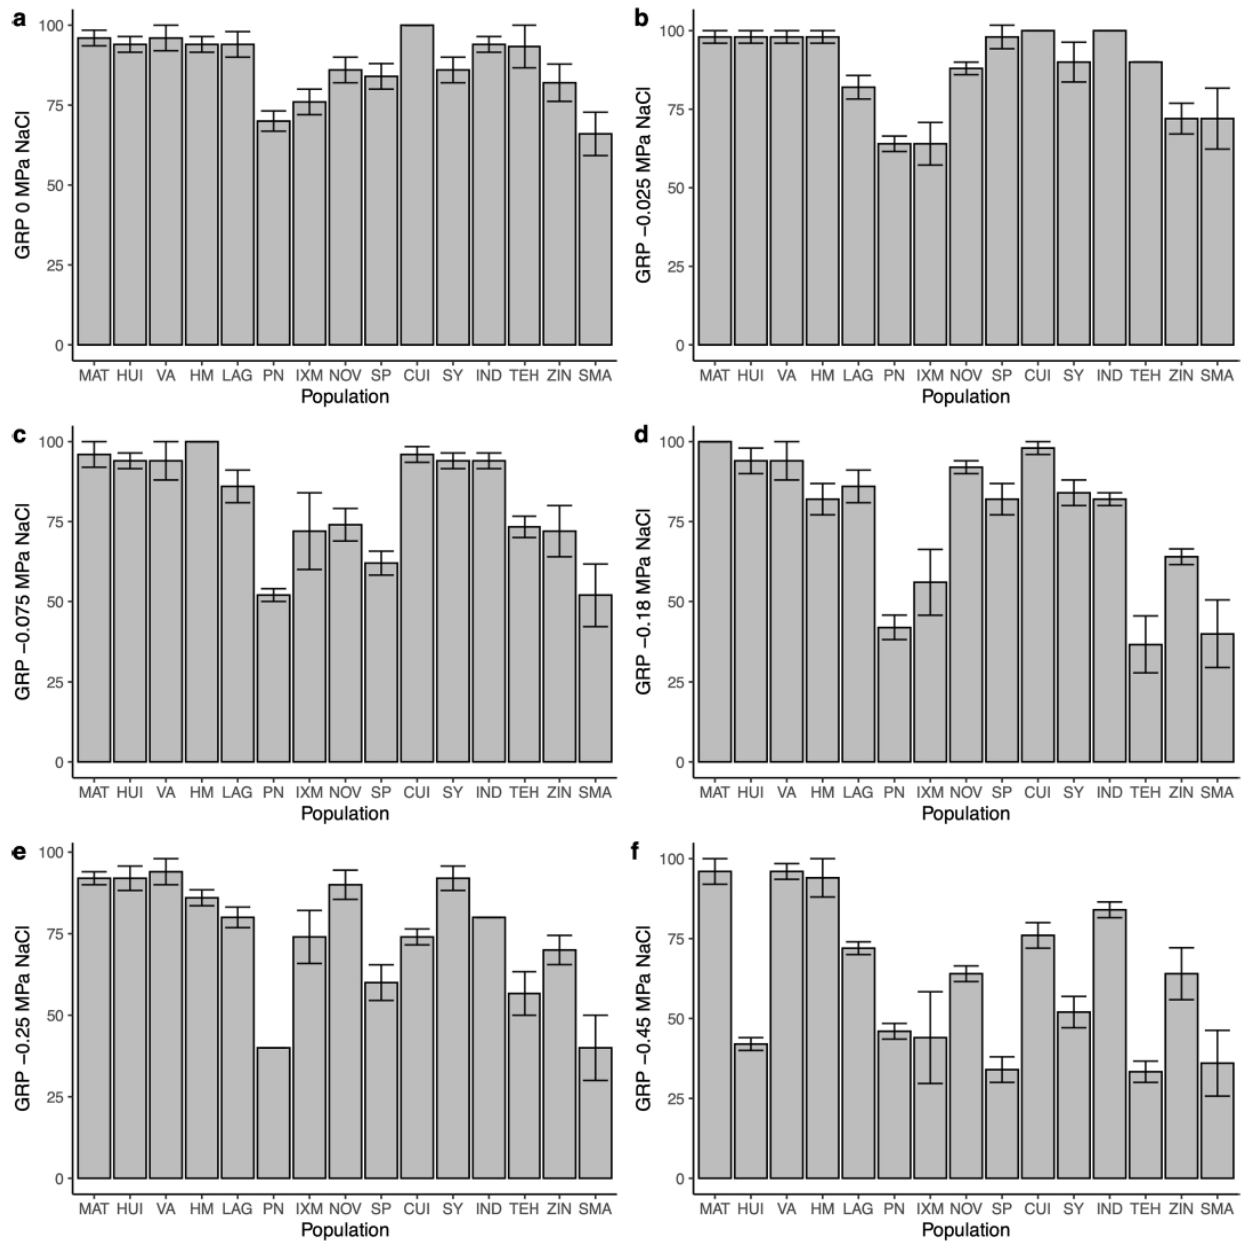 a
GRP 0 MPa NaCl
100
75
50
25
0
MAT HUI VA HM LAG PN IXM NOV SP CUI SY IND TEH ZIN SMA
Population
b
GRP −0.025 MPa NaCl
100
75
50
25
0
MAT HUI VA HM LAG PN IXM NOV SP CUI SY IND TEH ZIN SMA
Population
c
GRP −0.075 MPa NaCl
100
75
50
25
0
MAT HUI VA HM LAG PN IXM NOV SP CUI SY IND TEH ZIN SMA
Population
d
GRP −0.18 MPa NaCl
100
75
50
25
0
MAT HUI VA HM LAG PN IXM NOV SP CUI SY IND TEH ZIN SMA
Population
e
GRP −0.25 MPa NaCl
100
75
50
25
0
MAT HUI VA HM LAG PN IXM NOV SP CUI SY IND TEH ZIN SMA
Population
f
GRP −0.45 MPa NaCl
100
75
50
25
0
MAT HUI VA HM LAG PN IXM NOV SP CUI SY IND TEH ZIN SMA
Population